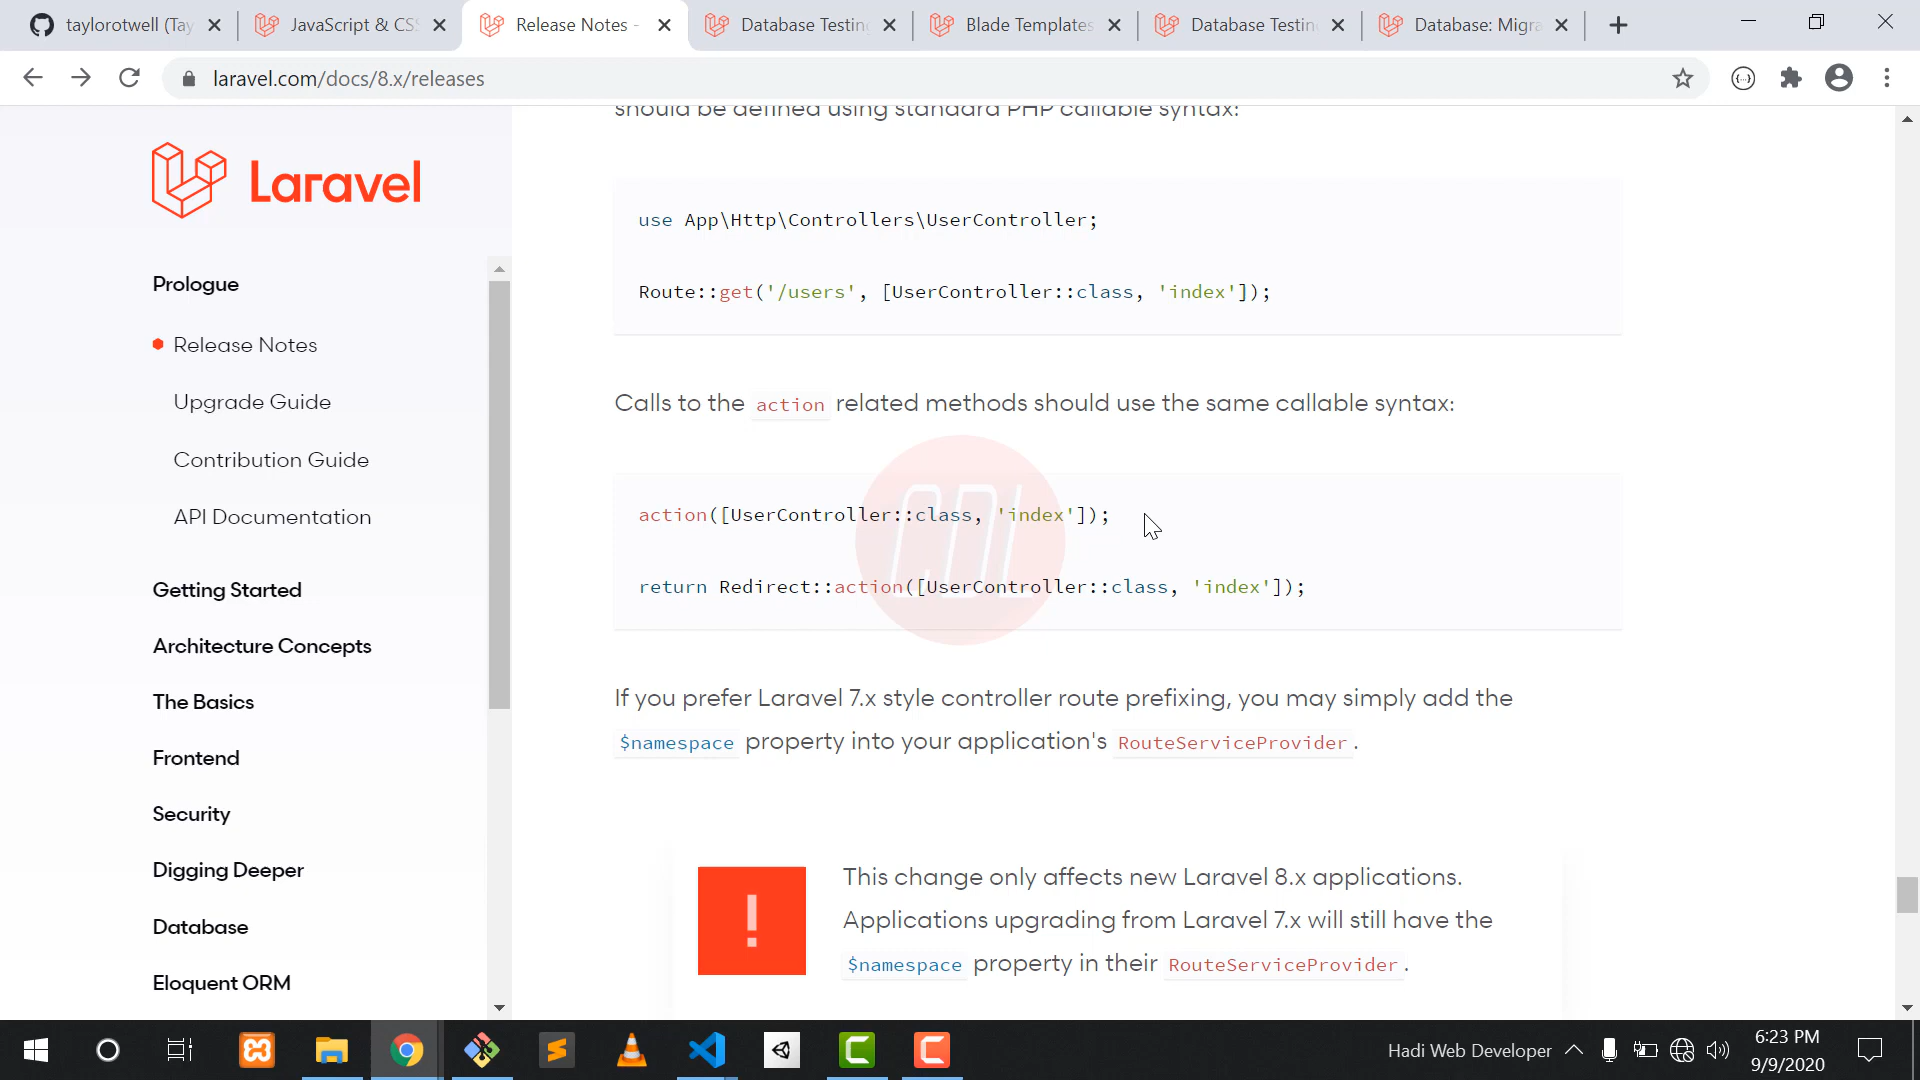 taylorotwell (Tay
JavaScript & CSS
Release Notes -
Database Testin
Blade Templates
Database Testin
Database: Migra
laravel.com/docs/8.x/releases
Laravel
Prologue
Release Notes
Upgrade Guide
Contribution Guide
API Documentation
Getting Started
Architecture Concepts
The Basics
Frontend
Security
Digging Deeper
Database
Eloquent ORM
should be defined using standard PHP callable syntax:
use App\Http\Controllers\UserController;
Route::get('/users', [UserController::class, 'index']);
Calls to the action related methods should use the same callable syntax:
action([UserController::class, 'index']);
return Redirect::action([UserController::class, 'index']);
CDL
If you prefer Laravel 7.x style controller route prefixing, you may simply add the
$namespace property into your application's RouteServiceProvider.
!
This change only affects new Laravel 8.x applications.
Applications upgrading from Laravel 7.x will still have the
$namespace property in their RouteServiceProvider.
Hadi Web Developer
6:23 PM
9/9/2020